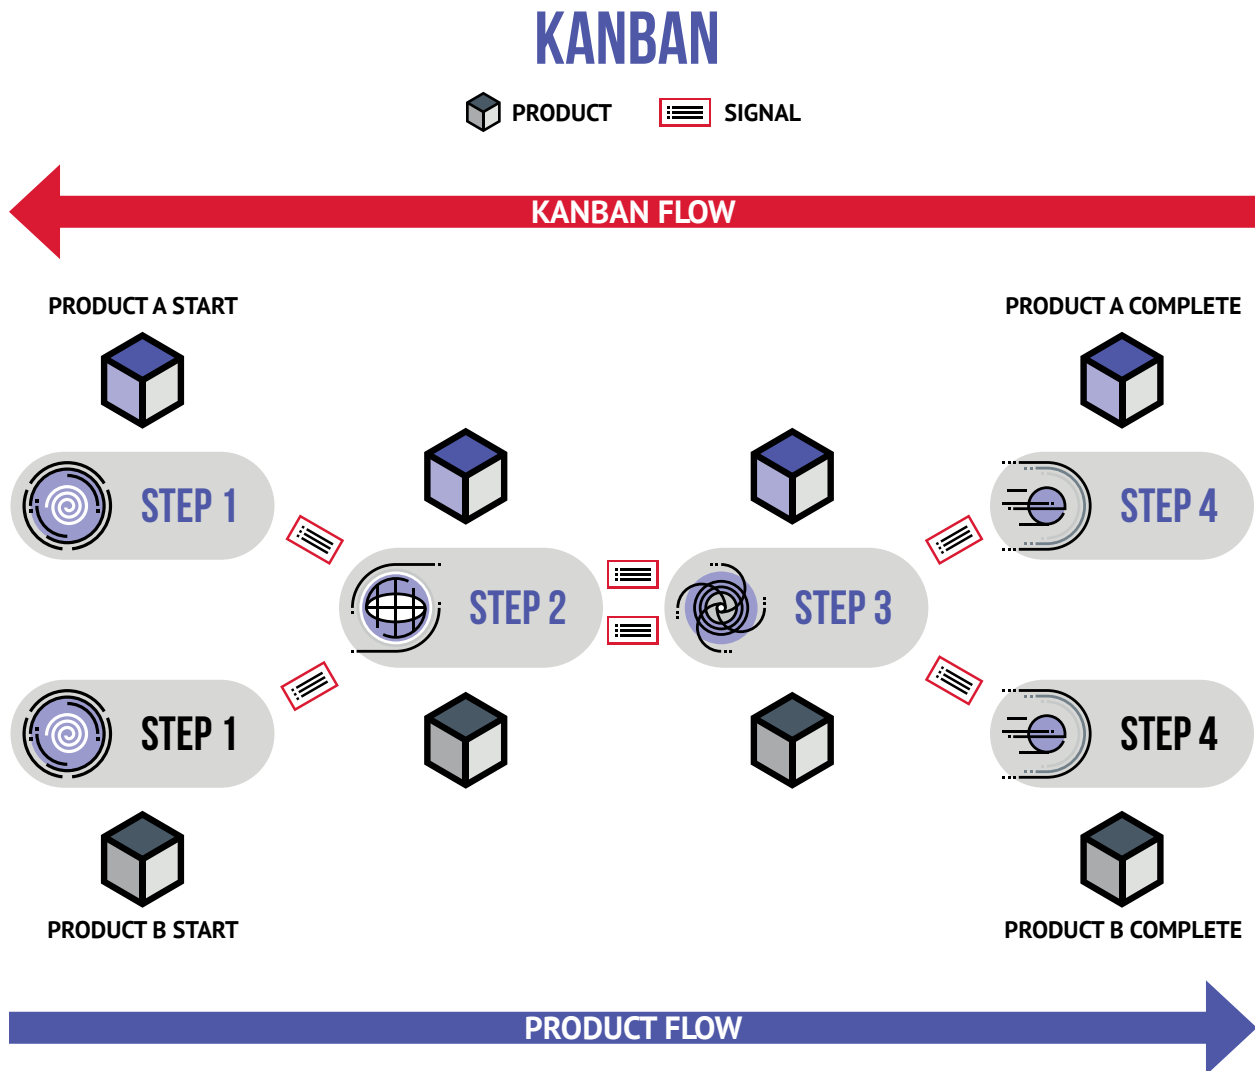 KANBAN
PRODUCT
SIGNAL
KANBAN FLOW
PRODUCT A START
PRODUCT A COMPLETE
STEP 1
STEP 4
STEP 2
STEP 3
STEP 1
STEP 4
PRODUCT B START
PRODUCT B COMPLETE
PRODUCT FLOW